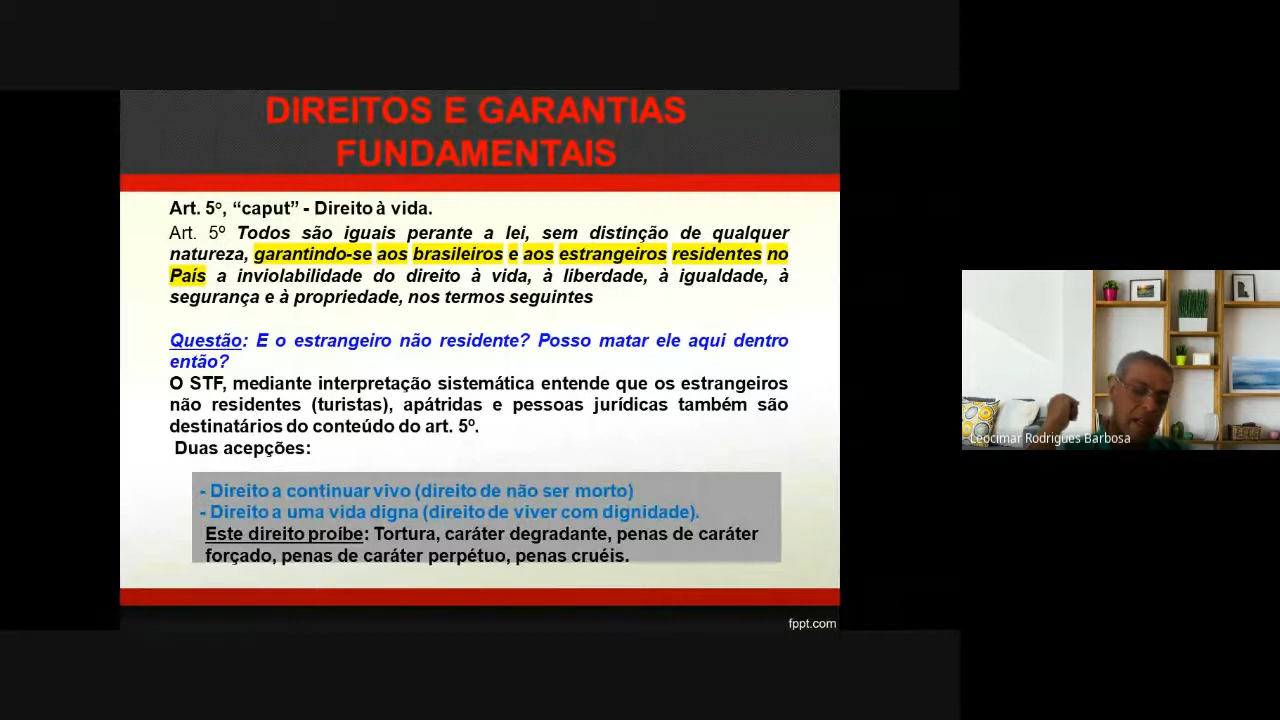 DIREITOS E GARANTIAS
FUNDAMENTAIS
Art. 5º, “caput” - Direito à vida.
Art. 5º Todos são iguais perante a lei, sem distinção de qualquer
natureza, garantindo-se aos brasileiros e aos estrangeiros residentes no
País a inviolabilidade do direito à vida, à liberdade, à igualdade, à
segurança e à propriedade, nos termos seguintes
Questão: E o estrangeiro não residente? Posso matar ele aqui dentro
então?
O STF, mediante interpretação sistemática entende que os estrangeiros
não residentes (turistas), apátridas e pessoas jurídicas também são
destinatários do conteúdo do art. 5º.
Duas acepções:
- Direito a continuar vivo (direito de não ser morto)
- Direito a uma vida digna (direito de viver com dignidade).
Este direito proíbe: Tortura, caráter degradante, penas de caráter
forçado, penas de caráter perpétuo, penas cruéis.
fppt.com
Leocimar Rodrigues Barbosa